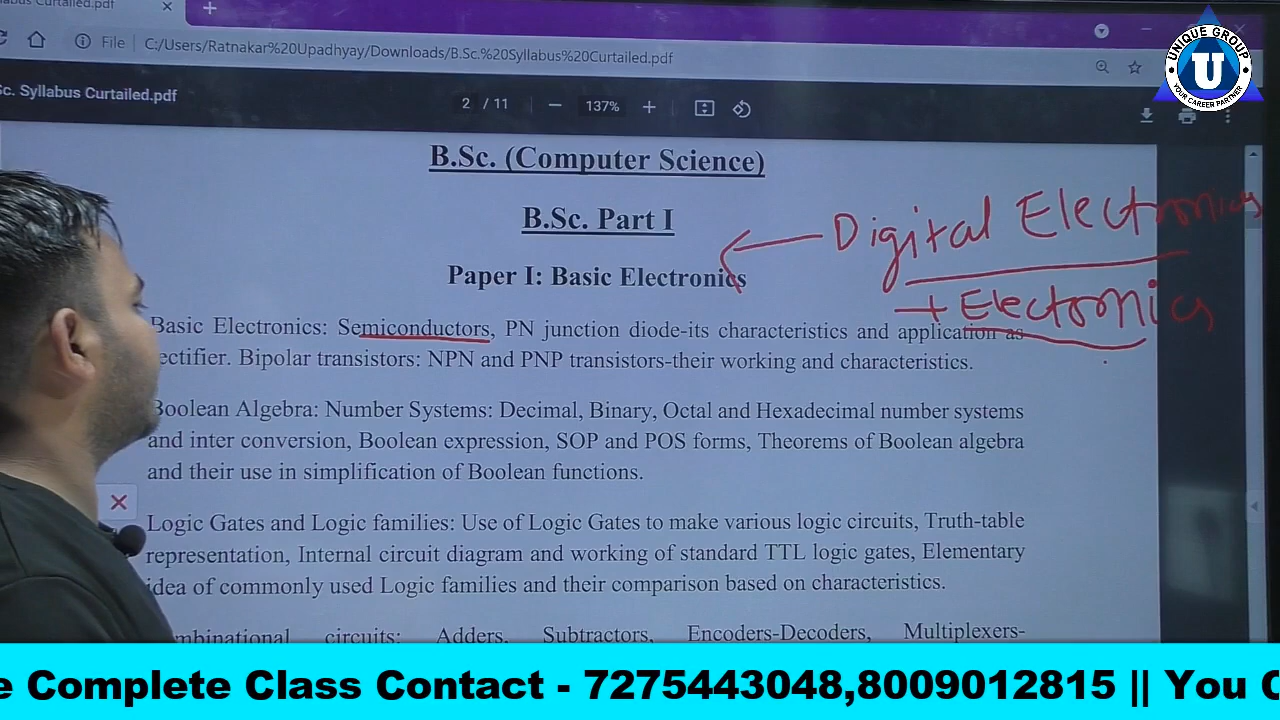 abus Curtailed.pdf
File
C:/Users/Ratnakar%20Upadhyay/Downloads/B.Sc.%20Syllabus%20Curtailed.pdf
UNIQUE GROUP
U
YOUR CAREER PARTNER
c. Syllabus Curtailed.pdf
2 / 11
137%
B.Sc. (Computer Science)
B.Sc. Part I
Digital Electronics
Paper I: Basic Electronics
+ Electronics
Basic Electronics: Semiconductors, PN junction diode-its characteristics and application as
ectifier. Bipolar transistors: NPN and PNP transistors-their working and characteristics.
Boolean Algebra: Number Systems: Decimal, Binary, Octal and Hexadecimal number systems
and inter conversion, Boolean expression, SOP and POS forms, Theorems of Boolean algebra
and their use in simplification of Boolean functions.
Logic Gates and Logic families: Use of Logic Gates to make various logic circuits, Truth-table
representation, Internal circuit diagram and working of standard TTL logic gates, Elementary
idea of commonly used Logic families and their comparison based on characteristics.
mbinational circuits: Adders, Subtractors, Encoders-Decoders, Multiplexers-
e Complete Class Contact - 7275443048,8009012815 || You C